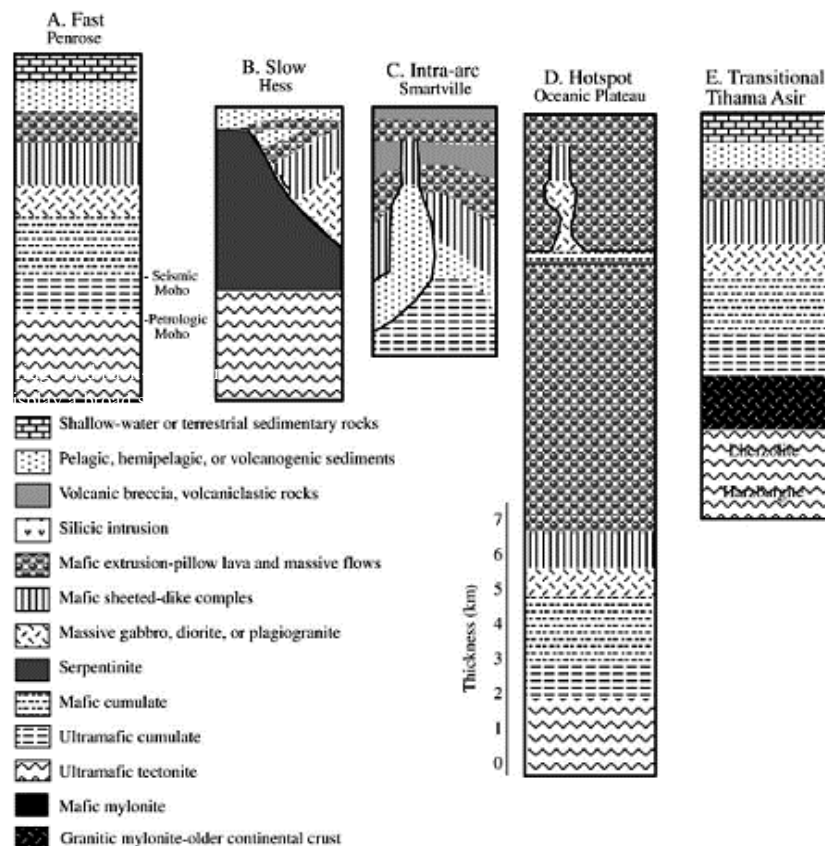 A. Fast
Penrose
B. Slow
Hess
C. Intra-arc
Smartville
D. Hotspot
Oceanic Plateau
E. Transitional
Tihama Asir
- Seismic
Moho
-Petrologic
Moho
Shallow-water or terrestrial sedimentary rocks
Pelagic, hemipelagic, or volcanogenic sediments
Volcanic breccia, volcaniclastic rocks
Silicic intrusion
Mafic extrusion-pillow lava and massive flows
Mafic sheeted-dike complexes
Massive gabbro, diorite, or plagiogranite
Serpentinite
Mafic cumulate
Ultramafic cumulate
Ultramafic tectonite
Mafic mylonite
Granitic mylonite-older continental crust
Thickness (km)
7
6
5
4
3
2
1
0
Lherzolite